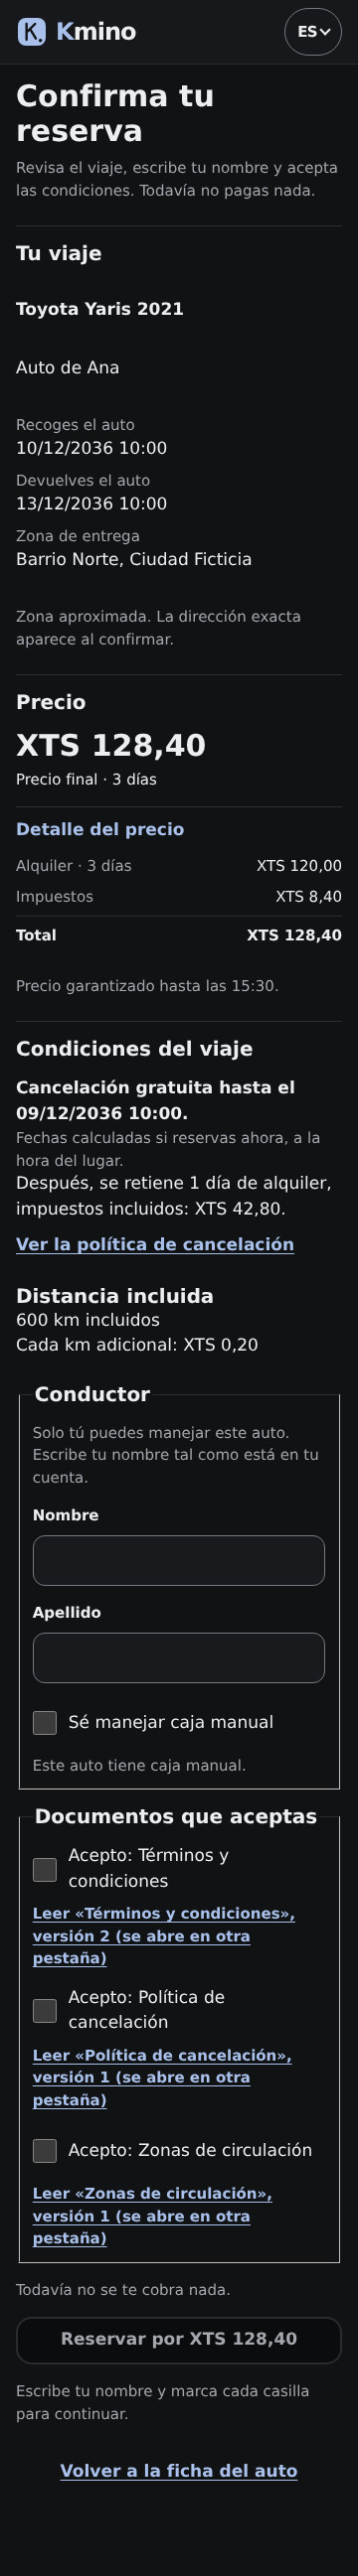 K.
Kmino
ES
Confirma tu
reserva
Revisa el viaje, escribe tu nombre y acepta
las condiciones. Todavía no pagas nada.
Tu viaje
Toyota Yaris 2021
Auto de Ana
Recoges el auto
10/12/2036 10:00
Devuelves el auto
13/12/2036 10:00
Zona de entrega
Barrio Norte, Ciudad Ficticia
Zona aproximada. La dirección exacta
aparece al confirmar.
Precio
XTS 128,40
Precio final · 3 días
Detalle del precio
Alquiler · 3 días XTS 120,00
Impuestos XTS 8,40
Total XTS 128,40
Precio garantizado hasta las 15:30.
Condiciones del viaje
Cancelación gratuita hasta el
09/12/2036 10:00.
Fechas calculadas si reservas ahora, a la
hora del lugar.
Después, se retiene 1 día de alquiler,
impuestos incluidos: XTS 42,80.
Ver la política de cancelación
Distancia incluida
600 km incluidos
Cada km adicional: XTS 0,20
Conductor
Solo tú puedes manejar este auto.
Escribe tu nombre tal como está en tu
cuenta.
Nombre
Apellido
Sé manejar caja manual
Este auto tiene caja manual.
Documentos que aceptas
Acepto: Términos y
condiciones
Leer «Términos y condiciones»,
versión 2 (se abre en otra
pestaña)
Acepto: Política de
cancelación
Leer «Política de cancelación»,
versión 1 (se abre en otra
pestaña)
Acepto: Zonas de circulación
Leer «Zonas de circulación»,
versión 1 (se abre en otra
pestaña)
Todavía no se te cobra nada.
Reservar por XTS 128,40
Escribe tu nombre y marca cada casilla
para continuar.
Volver a la ficha del auto